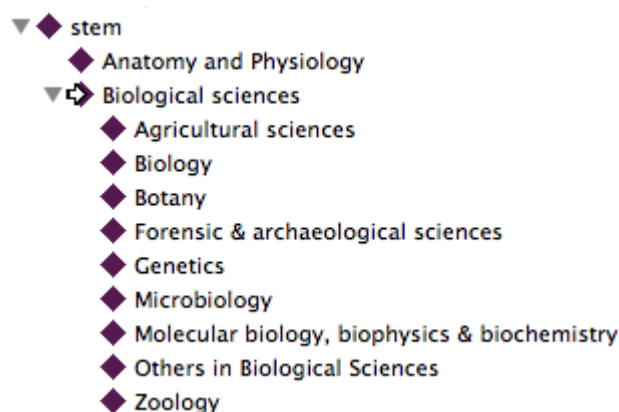 stem
Anatomy and Physiology
Biological sciences
Agricultural sciences
Biology
Botany
Forensic & archaeological sciences
Genetics
Microbiology
Molecular biology, biophysics & biochemistry
Others in Biological Sciences
Zoology